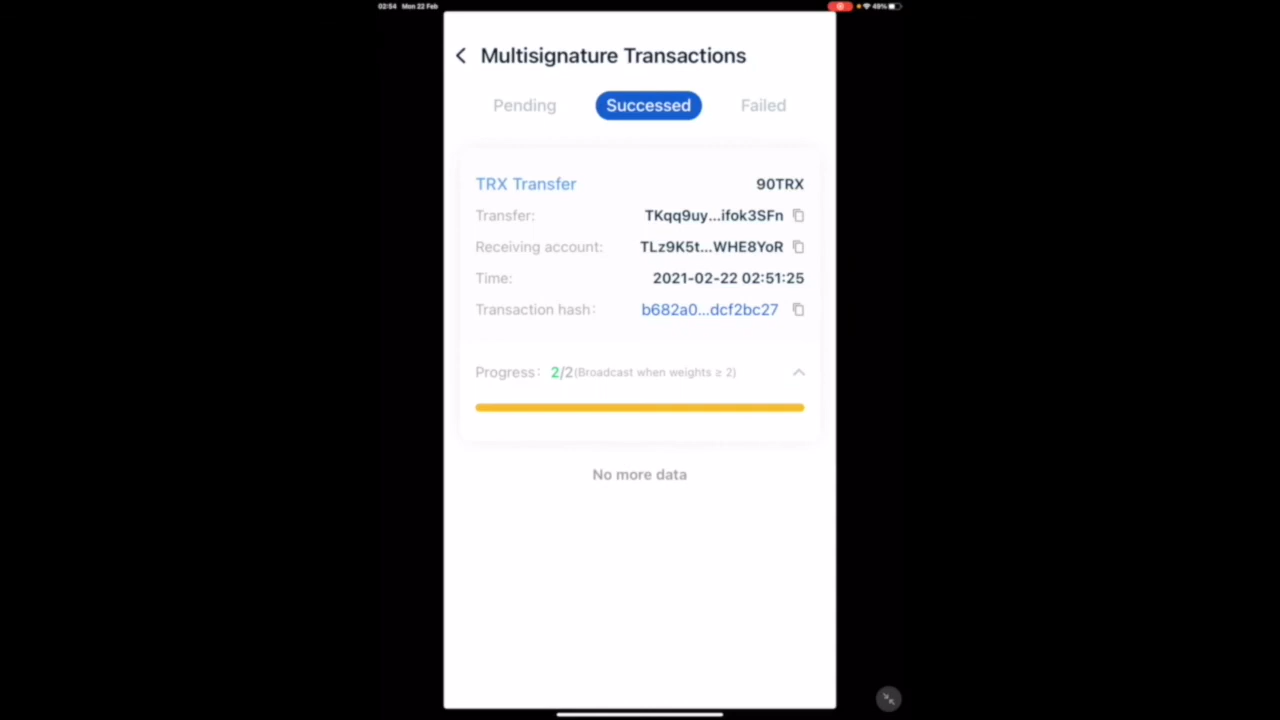 02:54 Mon 22 Feb 49%
Multisignature Transactions
Pending Successed Failed
TRX Transfer 90TRX
Transfer: TKqq9uy...ifok3SFn
Receiving account: TLz9K5t...WHE8YoR
Time: 2021-02-22 02:51:25
Transaction hash: b682a0...dcf2bc27
Progress: 2/2(Broadcast when weights ≥ 2)
No more data